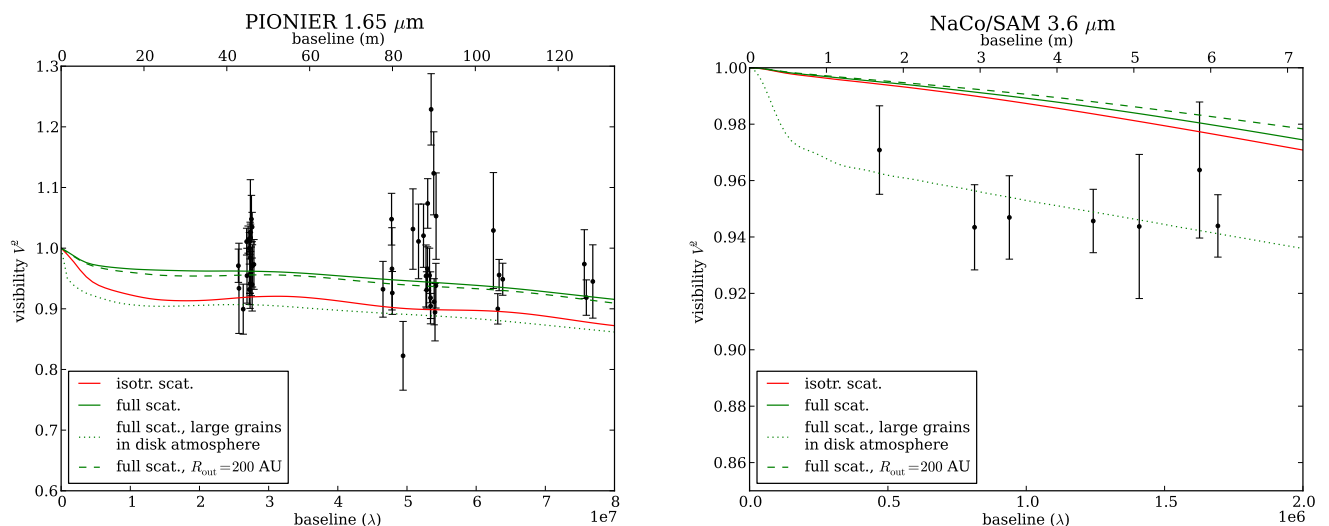 PIONIER 1.65 μm
baseline (m)
0 20 40 60 80 100 120
1.3
1.2
1.1
1.0
0.9
0.8
0.7
0.6
visibility V²
isotr. scat.
full scat.
full scat., large grains
in disk atmosphere
full scat., R_out = 200 AU
0 1 2 3 4 5 6 7 8
baseline (λ)
1e7
NaCo/SAM 3.6 μm
baseline (m)
0 1 2 3 4 5 6 7
1.00
0.98
0.96
0.94
0.92
0.90
0.88
0.86
visibility V²
isotr. scat.
full scat.
full scat., large grains
in disk atmosphere
full scat., R_out = 200 AU
0.0 0.5 1.0 1.5 2.0
baseline (λ)
1e6